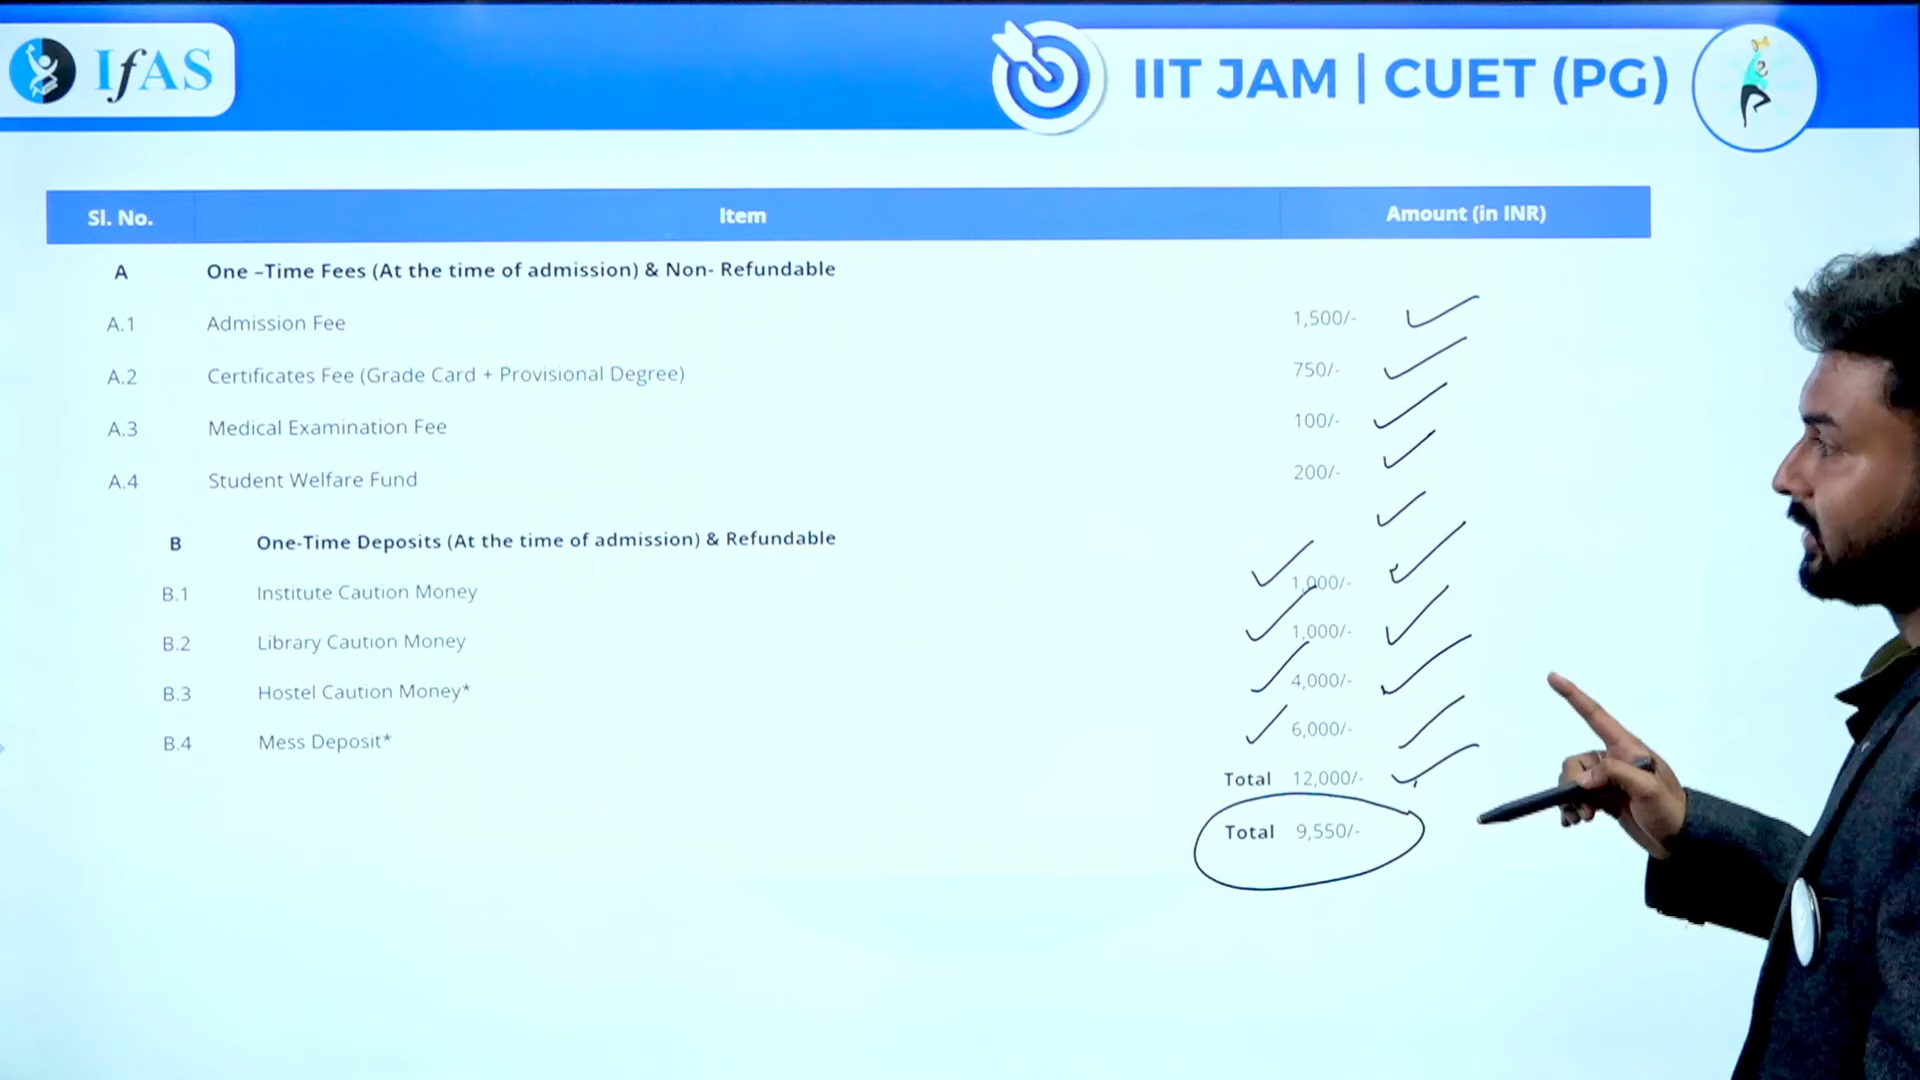 IfAS
IIT JAM | CUET (PG)
Sl. No. Item Amount (in INR)
A One –Time Fees (At the time of admission) & Non- Refundable
A.1 Admission Fee 1,500/-
A.2 Certificates Fee (Grade Card + Provisional Degree) 750/-
A.3 Medical Examination Fee 100/-
A.4 Student Welfare Fund 200/-
B One-Time Deposits (At the time of admission) & Refundable
B.1 Institute Caution Money 1,000/-
B.2 Library Caution Money 1,000/-
B.3 Hostel Caution Money* 4,000/-
B.4 Mess Deposit* 6,000/-
Total 12,000/-
Total 9,550/-